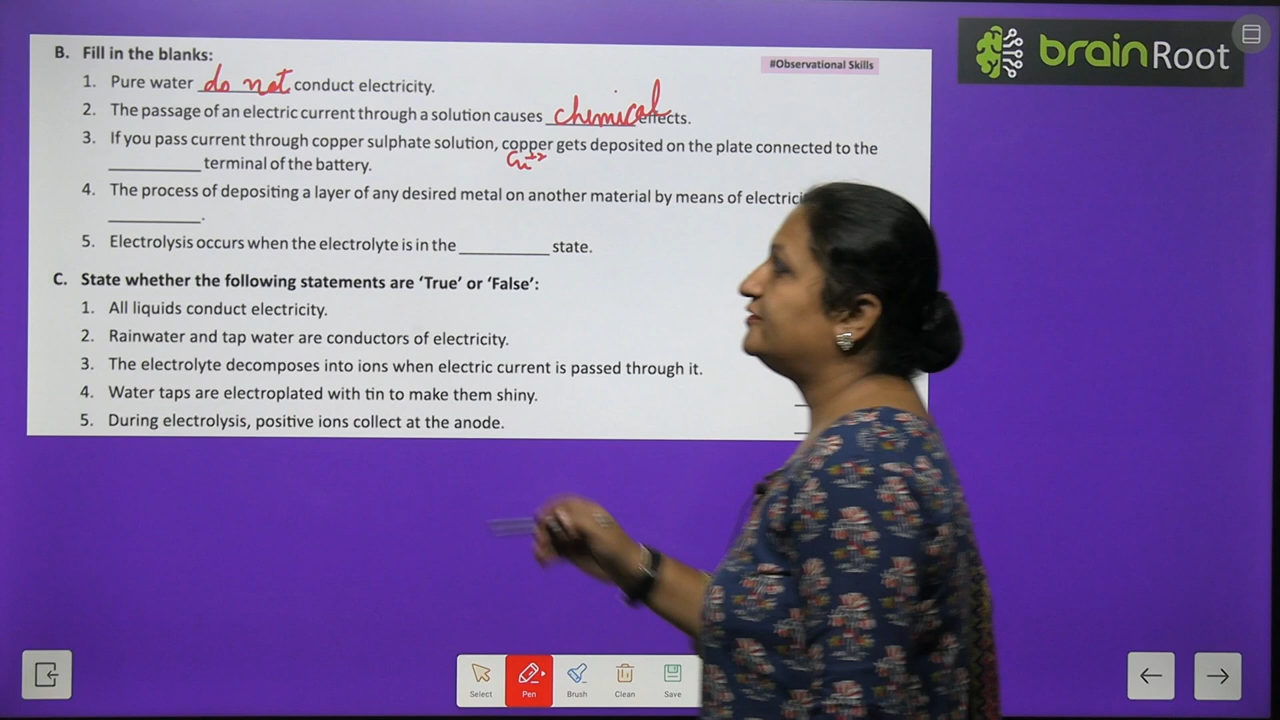 B. Fill in the blanks:
#Observational Skills
1. Pure water do not conduct electricity.
2. The passage of an electric current through a solution causes chemical effects.
3. If you pass current through copper sulphate solution, copper gets deposited on the plate connected to the
Cu+2
__________ terminal of the battery.
4. The process of depositing a layer of any desired metal on another material by means of
__________.
5. Electrolysis occurs when the electrolyte is in the __________ state.
C. State whether the following statements are ‘True’ or ‘False’:
1. All liquids conduct electricity.
2. Rainwater and tap water are conductors of electricity.
3. The electrolyte decomposes into ions when electric current is passed through it.
4. Water taps are electroplated with tin to make them shiny.
5. During electrolysis, positive ions collect at the anode.
brainRoot
Select Pen Brush Clean Save